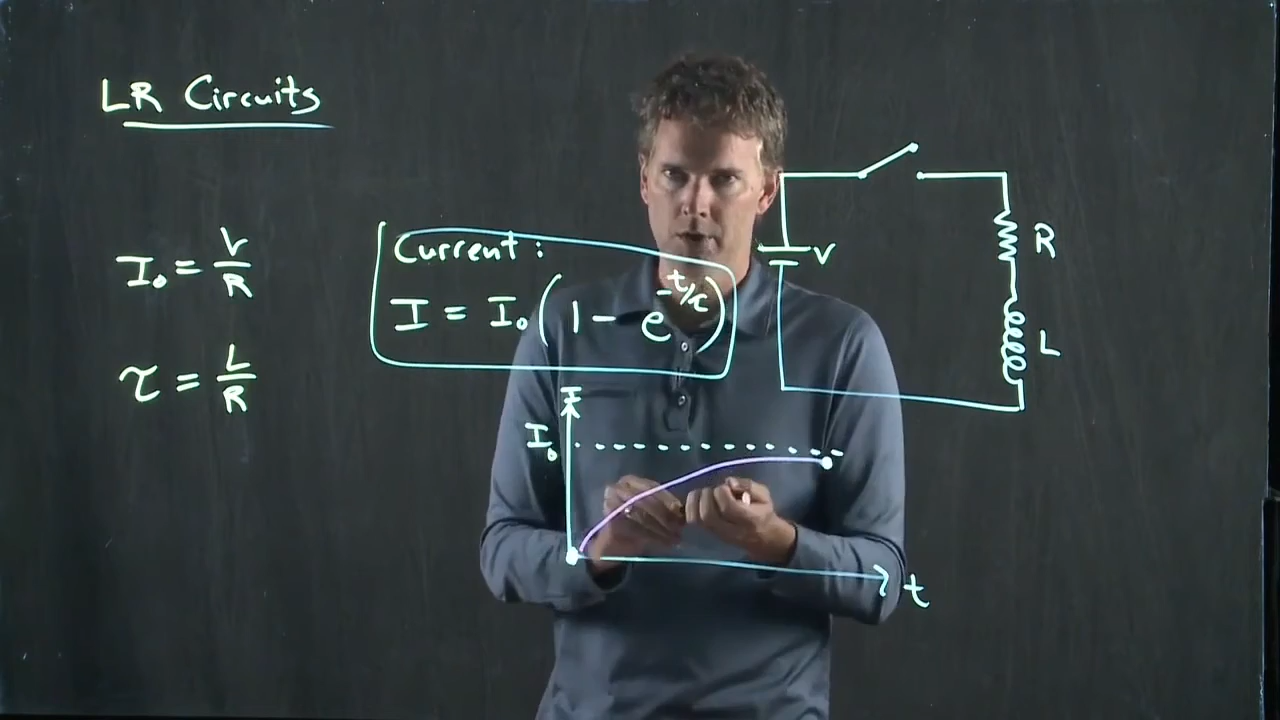 LR Circuits
I₀ = V/R
τ = L/R
Current:
I = I₀(1 - e^(-t/τ))
V
R
L
I
I₀
t